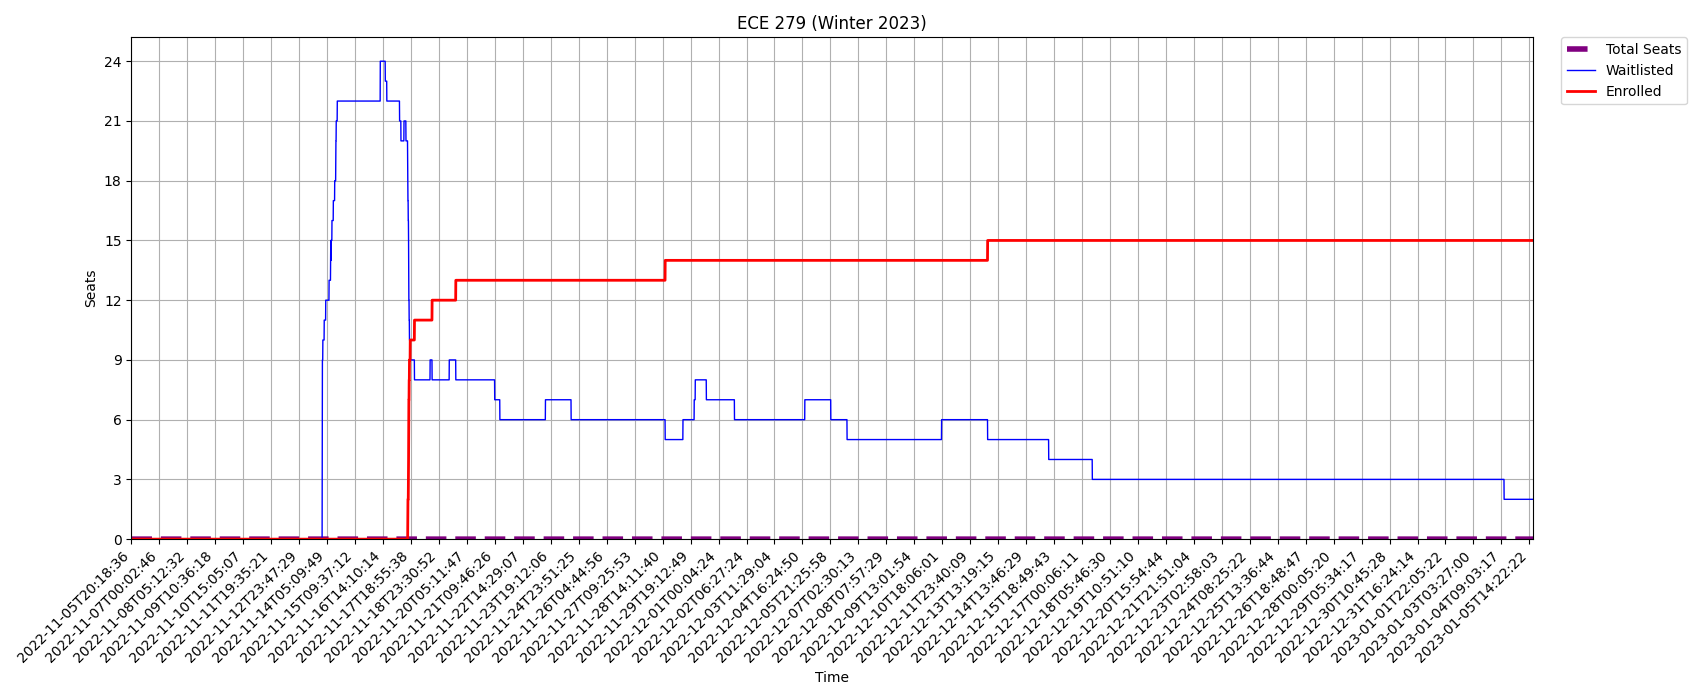 ECE 279 (Winter 2023)
Total Seats
Waitlisted
Enrolled
Seats
24
21
18
15
12
9
6
3
0
2022-11-05T20:18:36
2022-11-07T00:02:46
2022-11-08T05:12:32
2022-11-09T10:36:18
2022-11-10T15:05:07
2022-11-11T19:35:21
2022-11-12T23:47:29
2022-11-14T05:09:49
2022-11-15T09:37:12
2022-11-16T14:10:14
2022-11-17T18:55:38
2022-11-18T23:30:52
2022-11-20T05:11:47
2022-11-21T09:46:26
2022-11-22T14:29:07
2022-11-23T19:12:06
2022-11-24T23:51:25
2022-11-26T04:44:56
2022-11-27T09:25:53
2022-11-28T14:11:40
2022-11-29T19:12:49
2022-12-01T00:04:24
2022-12-02T06:27:24
2022-12-03T11:29:04
2022-12-04T16:24:50
2022-12-05T21:25:58
2022-12-07T02:30:13
2022-12-08T07:57:29
2022-12-09T13:01:54
2022-12-10T18:06:01
2022-12-11T23:40:09
2022-12-13T13:19:15
2022-12-14T13:46:29
2022-12-15T18:49:43
2022-12-17T00:06:11
2022-12-18T05:46:30
2022-12-19T10:51:10
2022-12-20T15:54:44
2022-12-21T21:51:04
2022-12-23T02:58:03
2022-12-24T08:25:22
2022-12-25T13:36:44
2022-12-26T18:48:47
2022-12-28T00:05:20
2022-12-29T05:34:17
2022-12-30T10:45:28
2022-12-31T16:24:14
2023-01-01T22:05:22
2023-01-03T03:27:00
2023-01-04T09:03:17
2023-01-05T14:22:22
Time